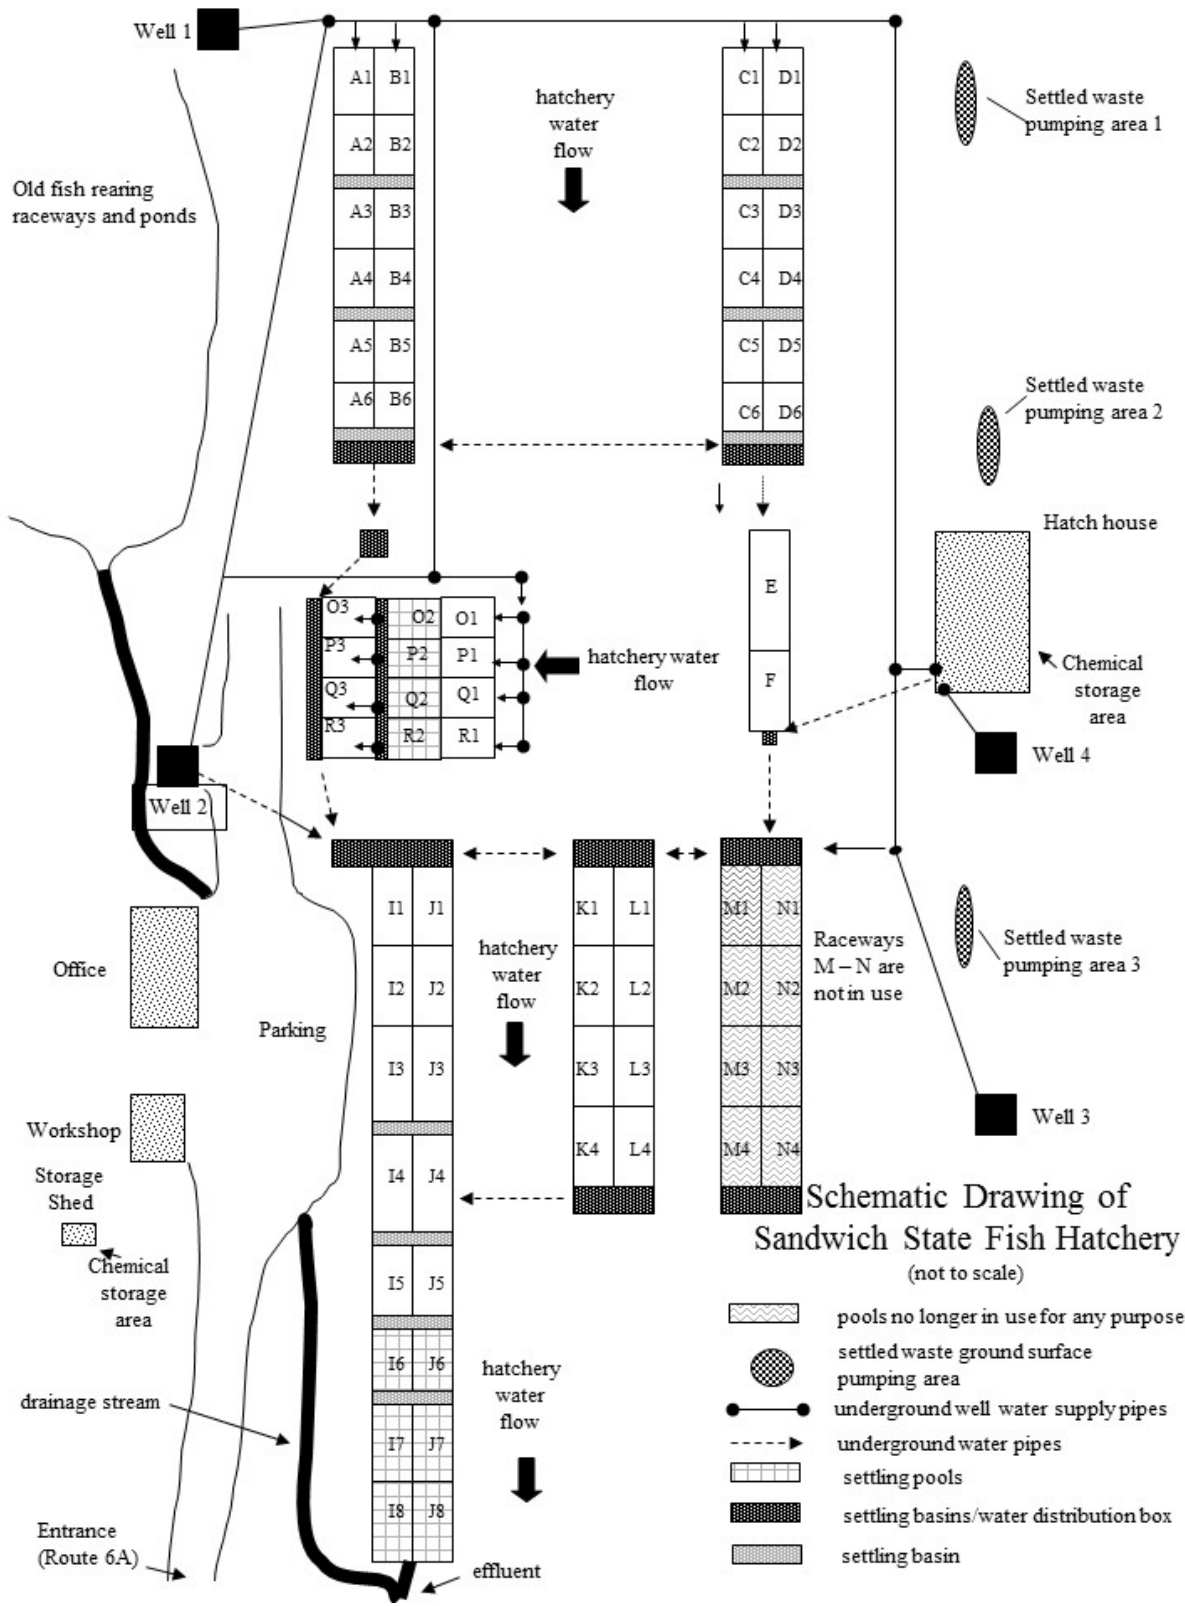 Well 1
A1 B1
C1 D1
hatchery
water
flow
Settled waste
pumping area 1
A2 B2
C2 D2
Old fish rearing
raceways and ponds
A3 B3
C3 D3
A4 B4
C4 D4
A5 B5
C5 D5
A6 B6
C6 D6
Settled waste
pumping area 2
Hatch house
E
O3 O2 O1
P3 P2 P1
hatchery water
flow
F
Chemical
storage
area
Q3 Q2 Q1
R3 R2 R1
Well 4
Well 2
I1 J1
K1 L1
M1 N1
Office
hatchery
water
flow
Raceways
M – N are
not in use
Settled waste
pumping area 3
I2 J2
K2 L2
M2 N2
Parking
I3 J3
K3 L3
M3 N3
Well 3
Workshop
I4 J4
K4 L4
M4 N4
Storage
Shed
Chemical
storage
area
Schematic Drawing of
Sandwich State Fish Hatchery
(not to scale)
I5 J5
pools no longer in use for any purpose
I6 J6
hatchery
water
flow
settled waste ground surface
pumping area
drainage stream
underground well water supply pipes
I7 J7
underground water pipes
settling pools
I8 J8
settling basins/water distribution box
Entrance
(Route 6A)
effluent
settling basin